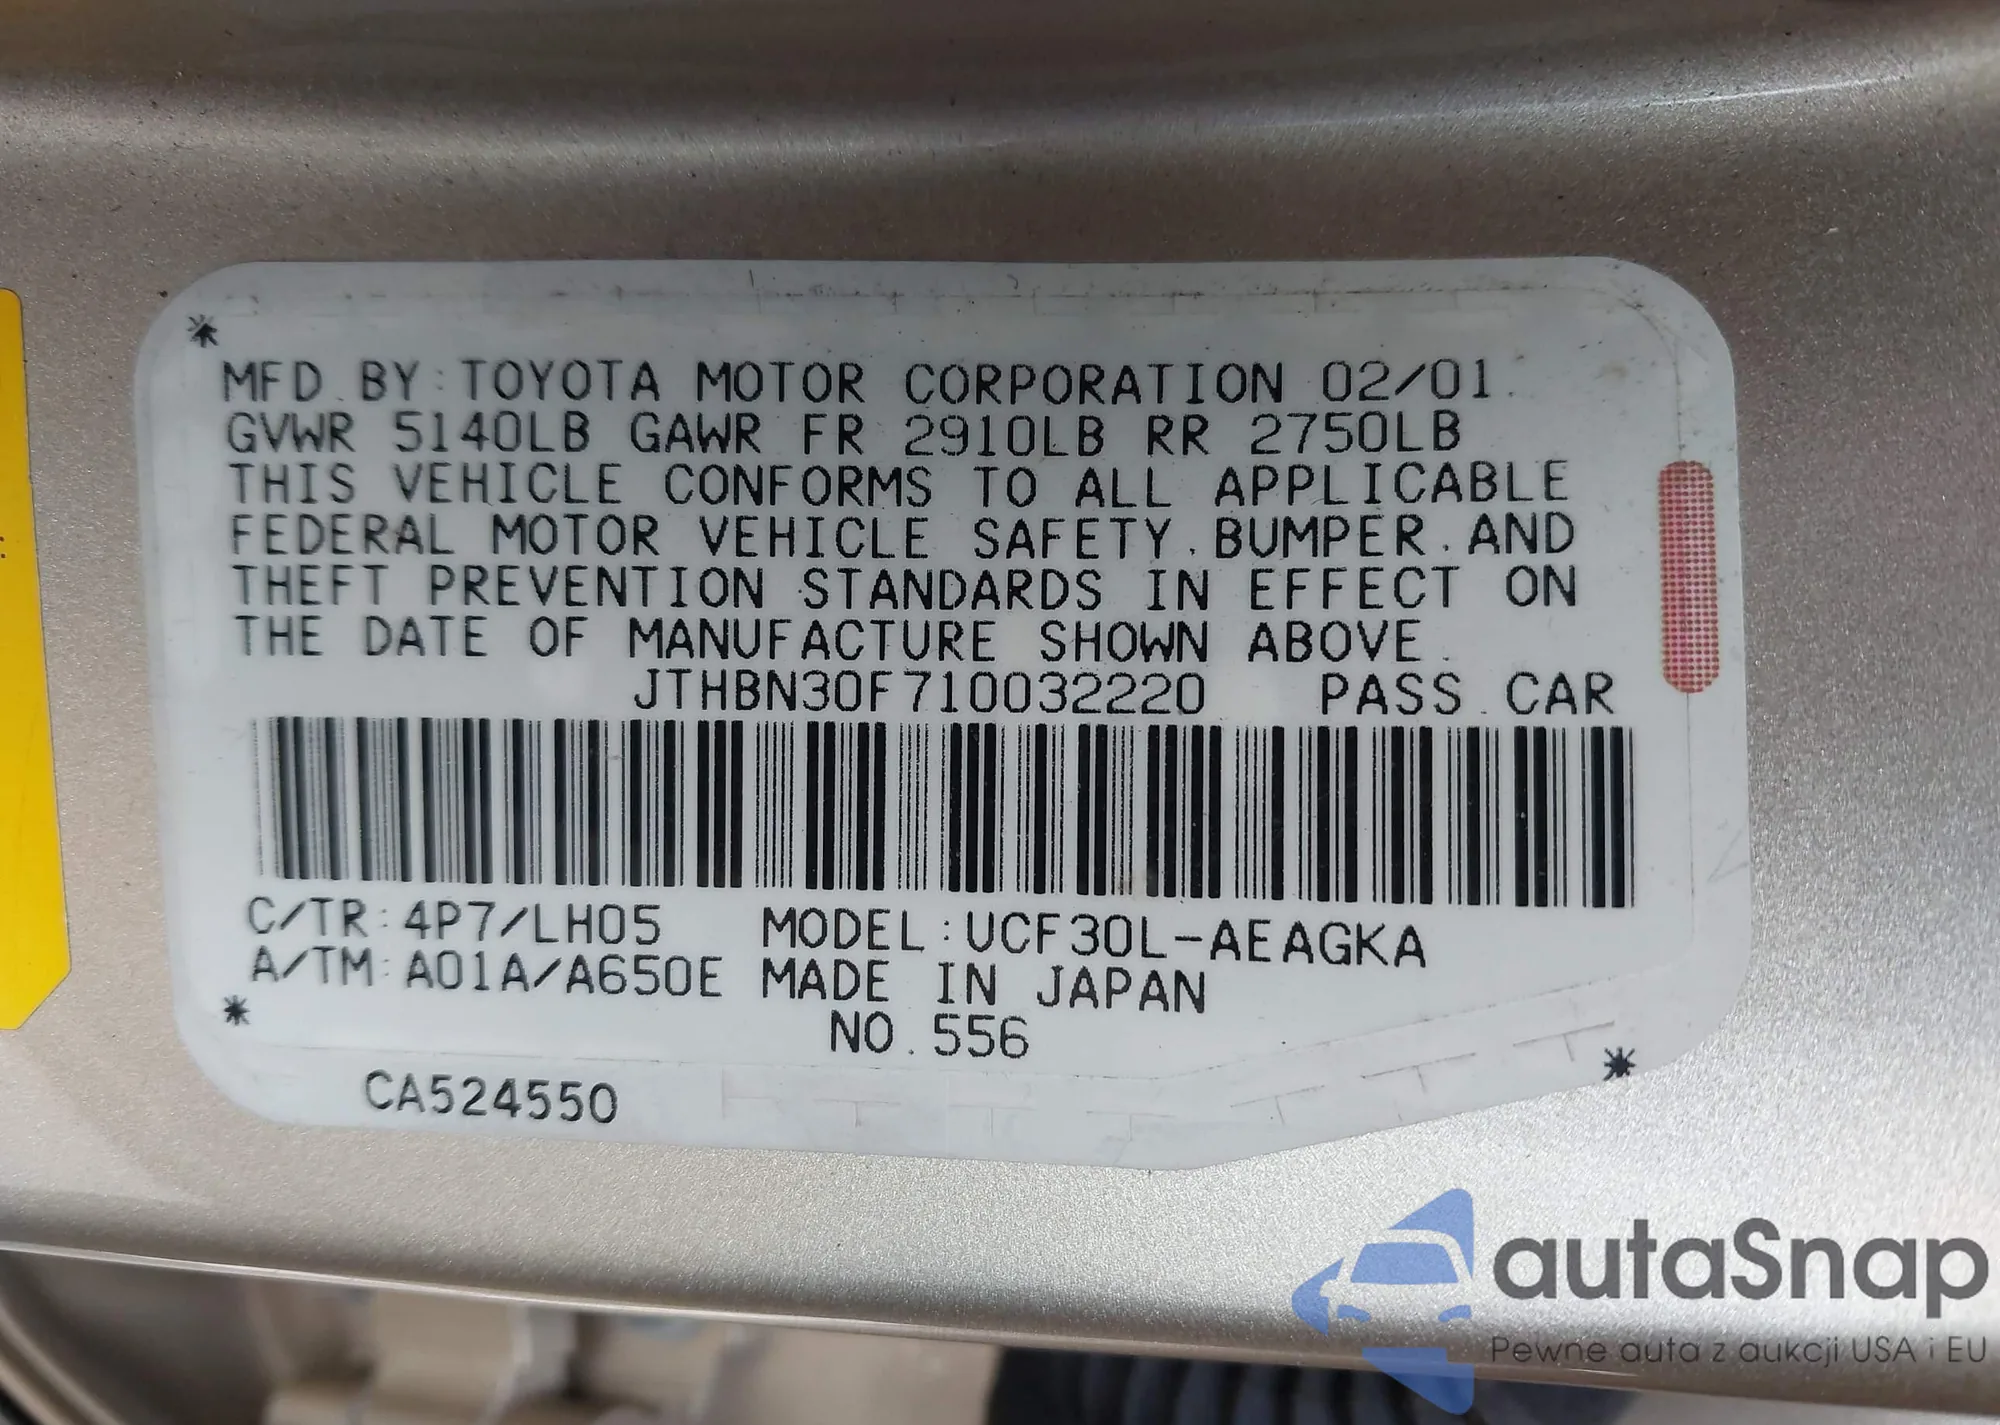 MFD. BY: TOYOTA MOTOR CORPORATION 02/01.
GVWR 5140LB GAWR FR 2910LB RR 2750LB
THIS VEHICLE CONFORMS TO ALL APPLICABLE
FEDERAL MOTOR VEHICLE SAFETY. BUMPER. AND
THEFT PREVENTION STANDARDS IN EFFECT ON
THE DATE OF MANUFACTURE SHOWN ABOVE.
JTHBN30F710032220 PASS. CAR
C/TR: 4P7/LH05 MODEL: UCF30L-AEAGKA
A/TM: A01A/A650E MADE IN JAPAN
NO. 556
CA524550
autaSnap
Pewne auta z aukcji USA i EU